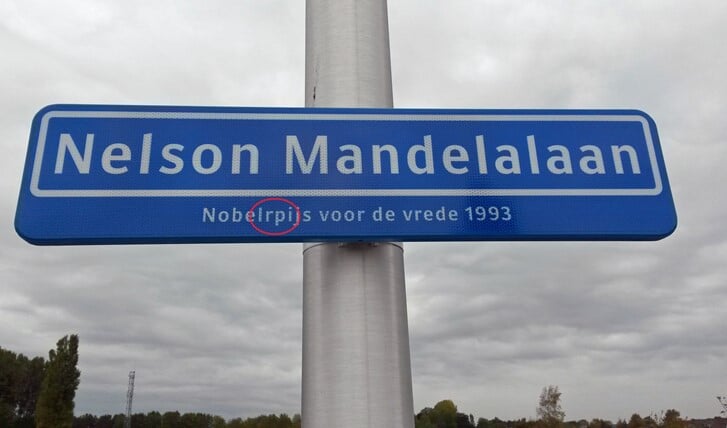 Nelson Mandelalaan
Nobelrpijs voor de vrede 1993